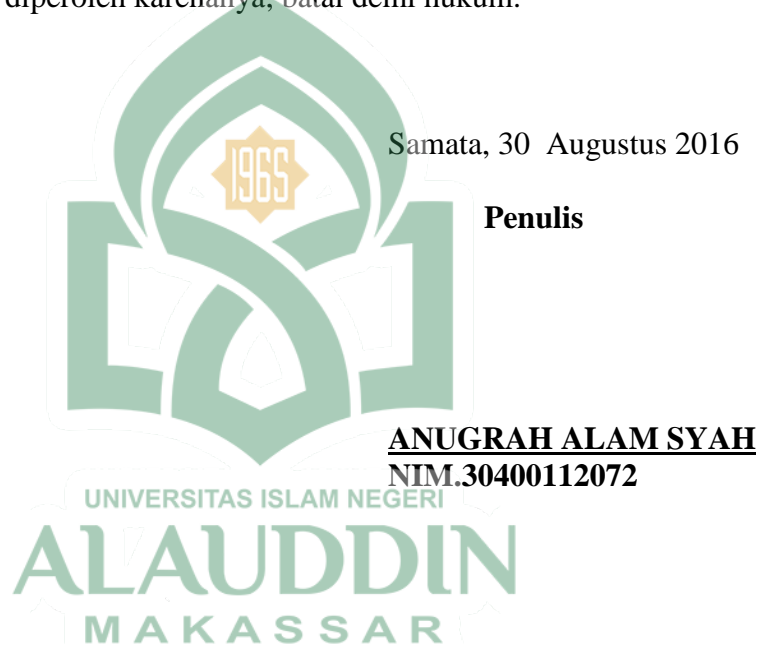 diperoleh karenanya, batal demi hukum.
Samata, 30 Augustus 2016
Penulis
1965
ANUGRAH ALAM SYAH
NIM.30400112072
UNIVERSITAS ISLAM NEGERI
ALAUDDIN
MAKASSAR